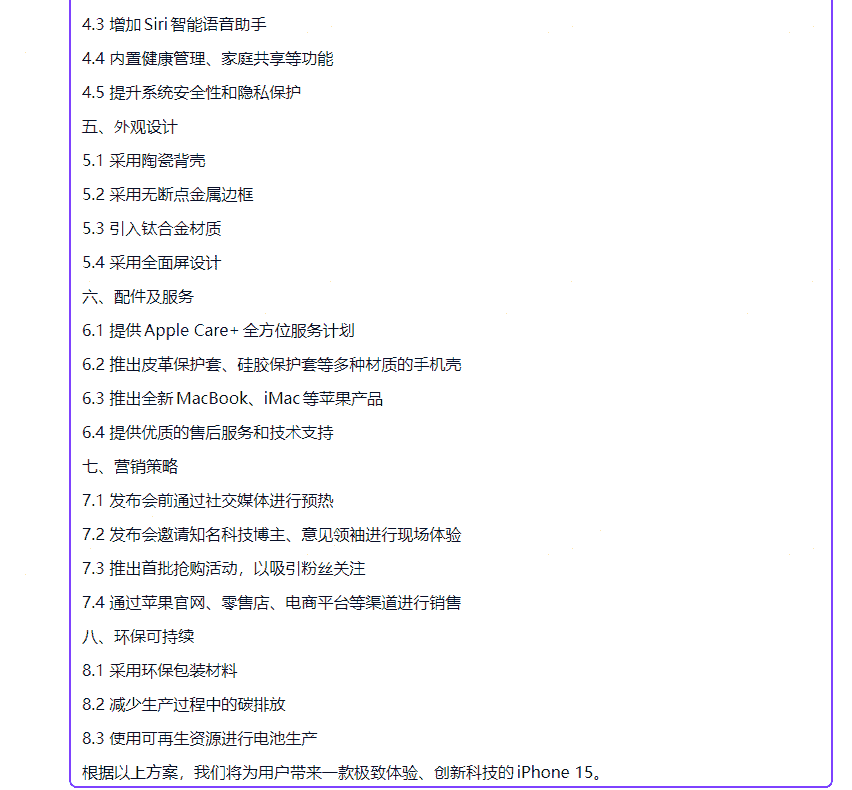 4.3 增加 Siri 智能语音助手
4.4 内置健康管理、家庭共享等功能
4.5 提升系统安全性和隐私保护
五、外观设计
5.1 采用陶瓷背壳
5.2 采用无断点金属边框
5.3 引入钛合金材质
5.4 采用全面屏设计
六、配件及服务
6.1 提供 Apple Care+ 全方位服务计划
6.2 推出皮革保护套、硅胶保护套等多种材质的手机壳
6.3 推出全新 MacBook、iMac 等苹果产品
6.4 提供优质的售后服务和技术支持
七、营销策略
7.1 发布会前通过社交媒体进行预热
7.2 发布会邀请知名科技博主、意见领袖进行现场体验
7.3 推出首批抢购活动，以吸引粉丝关注
7.4 通过苹果官网、零售店、电商平台等渠道进行销售
八、环保可持续
8.1 采用环保包装材料
8.2 减少生产过程中的碳排放
8.3 使用可再生资源进行电池生产
根据以上方案，我们将为用户带来一款极致体验、创新科技的 iPhone 15。